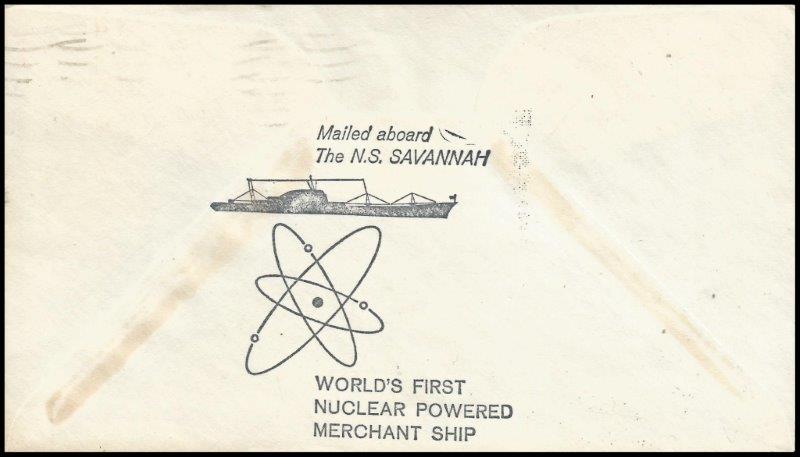 Mailed aboard
The N.S. SAVANNAH
WORLD'S FIRST
NUCLEAR POWERED
MERCHANT SHIP